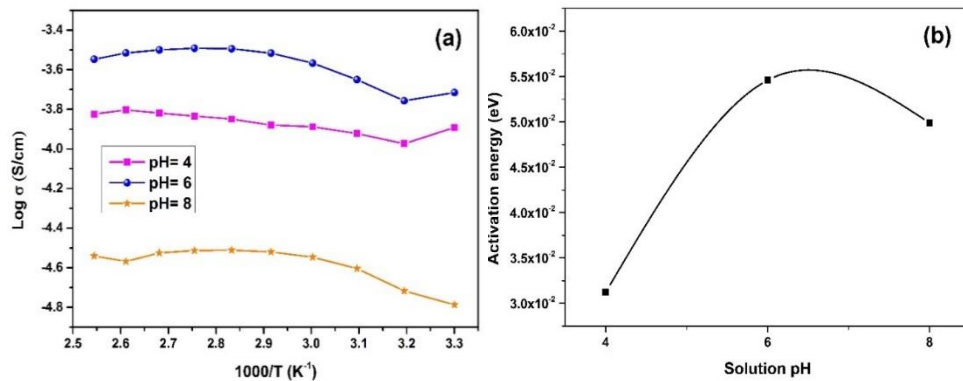 (a)
Log σ (S/cm)
-3.4
-3.6
-3.8
-4.0
-4.2
-4.4
-4.6
-4.8
pH= 4
pH= 6
pH= 8
2.5 2.6 2.7 2.8 2.9 3.0 3.1 3.2 3.3
1000/T (K⁻¹)
(b)
Activation energy (eV)
6.0x10⁻²
5.5x10⁻²
5.0x10⁻²
4.5x10⁻²
4.0x10⁻²
3.5x10⁻²
3.0x10⁻²
4 6 8
Solution pH